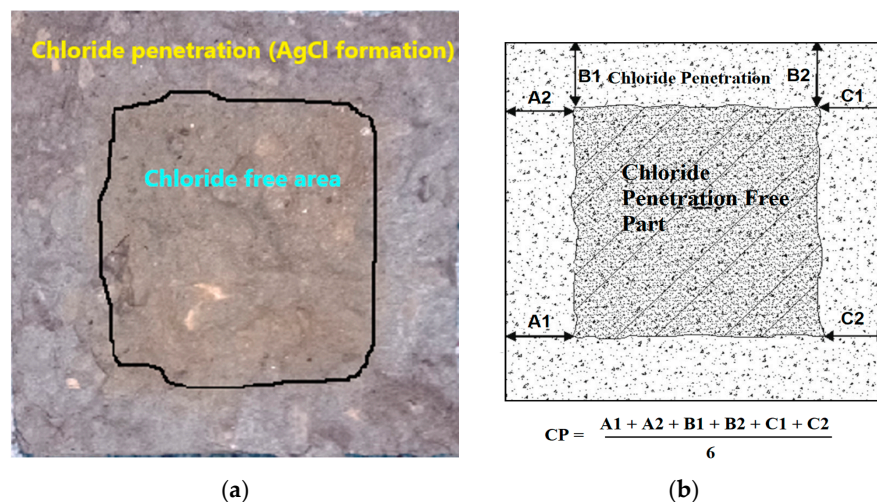 Chloride penetration (AgCl formation)
Chloride free area
(a)
B1
Chloride Penetration
B2
A2
C1
Chloride
Penetration Free
Part
A1
C2
CP = A1 + A2 + B1 + B2 + C1 + C2
6
(b)